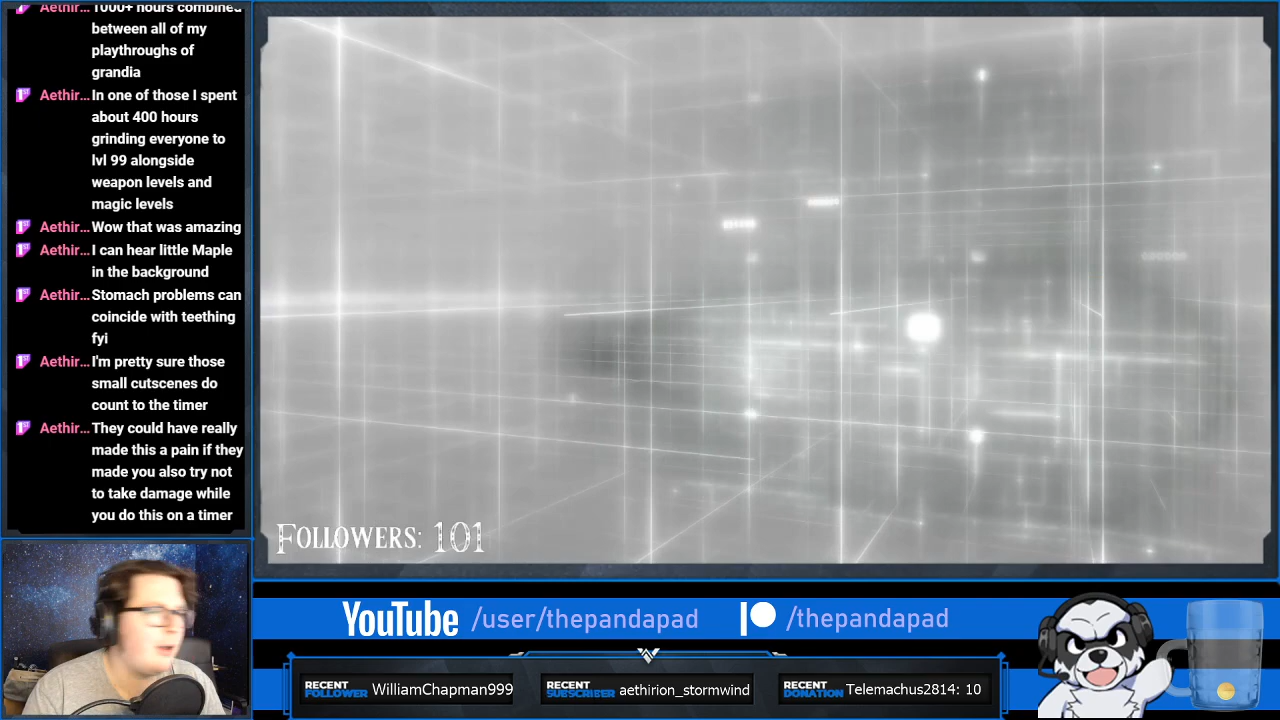 Aethir... 1000+ hours combined
between all of my
playthroughs of
grandia
Aethir... In one of those I spent
about 400 hours
grinding everyone to
lvl 99 alongside
weapon levels and
magic levels
Aethir... Wow that was amazing
Aethir... I can hear little Maple
in the background
Aethir... Stomach problems can
coincide with teething
fyi
Aethir... I'm pretty sure those
small cutscenes do
count to the timer
Aethir... They could have really
made this a pain if they
made you also try not
to take damage while
you do this on a timer
Followers: 101
YouTube /user/thepandapad /thepandapad
RECENT FOLLOWER WilliamChapman999
RECENT SUBSCRIBER aethirion_stormwind
RECENT DONATION Telemachus2814: 10